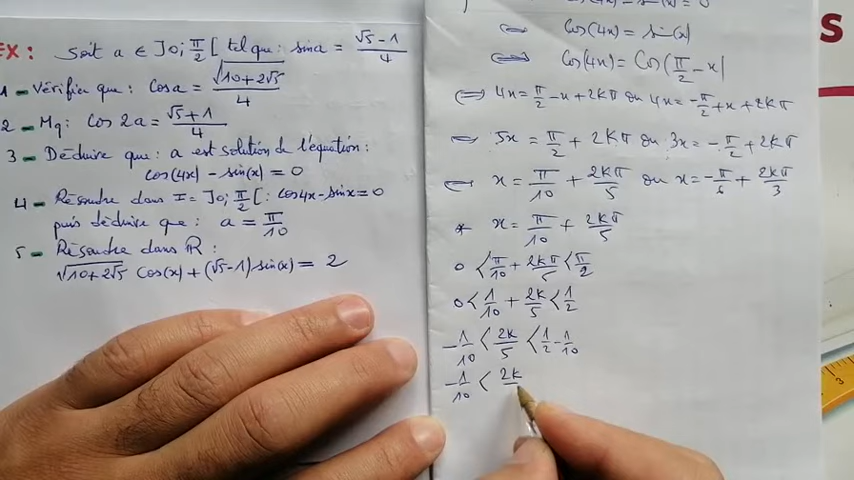 EX: Soit a ∈ ]0; π/2[ tel que: sina = (√5-1)/4
1 - Vérifier que: cosa = √(10+2√5)/4
2 - Mq: cos 2a = (√5+1)/4
3 - Déduire que: a est solution de l'équation:
cos(4x) - sin(x) = 0
4 - Résoudre dans I = ]0; π/2[: cos4x - sinx = 0
puis déduire que: a = π/10
5 - Résoudre dans ℝ:
√(10+2√5) cos(x) + (√5-1) sin(x) = 2
⟺ cos(4x) = sin(x)
⟺ cos(4x) = cos(π/2 - x)
⟺ 4x = π/2 - x + 2kπ ou 4x = -π/2 + x + 2kπ
⟺ 5x = π/2 + 2kπ ou 3x = -π/2 + 2kπ
⟺ x = π/10 + 2kπ/5 ou x = -π/6 + 2kπ/3
* x = π/10 + 2kπ/5
0 < π/10 + 2kπ/5 < π/2
0 < 1/10 + 2k/5 < 1/2
-1/10 < 2k/5 < 1/2 - 1/10
-1/10 < 2k
S